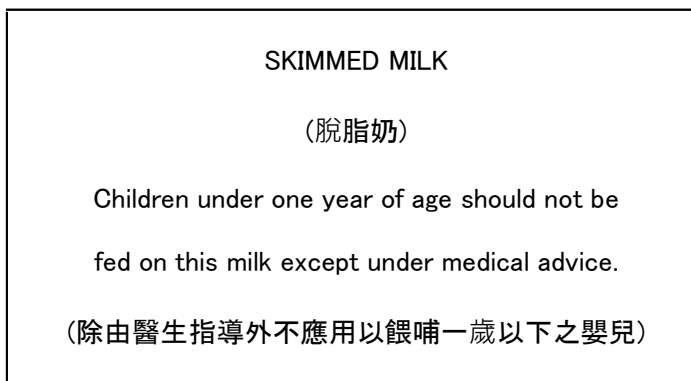 SKIMMED MILK
(脫脂奶)
Children under one year of age should not be
fed on this milk except under medical advice.
(除由醫生指導外不應用以餵哺一歲以下之嬰兒)